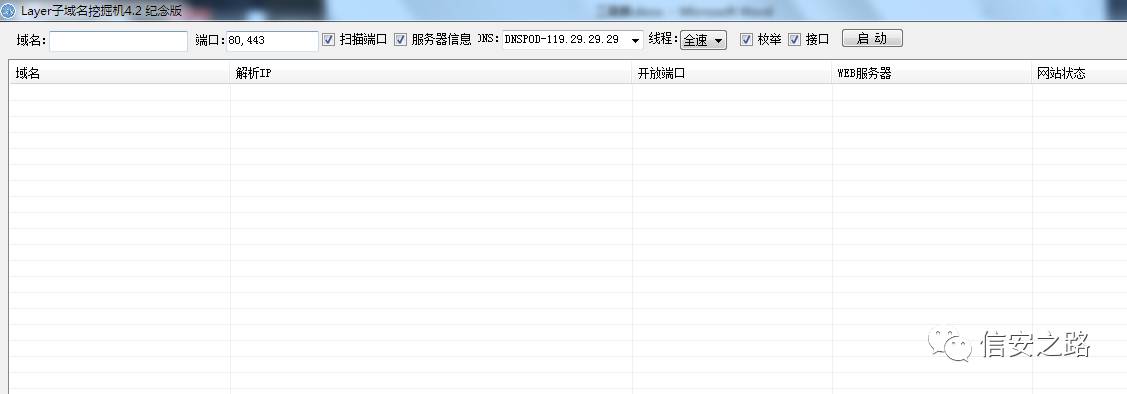 Layer子域名挖掘机4.2 纪念版
Microsoft Word
域名: 端口:80,443 扫描端口 服务器信息 DNS: DNSPOD-119.29.29.29 线程: 全速 枚举 接口 启 动
域名 解析IP 开放端口 WEB服务器 网站状态
信安之路